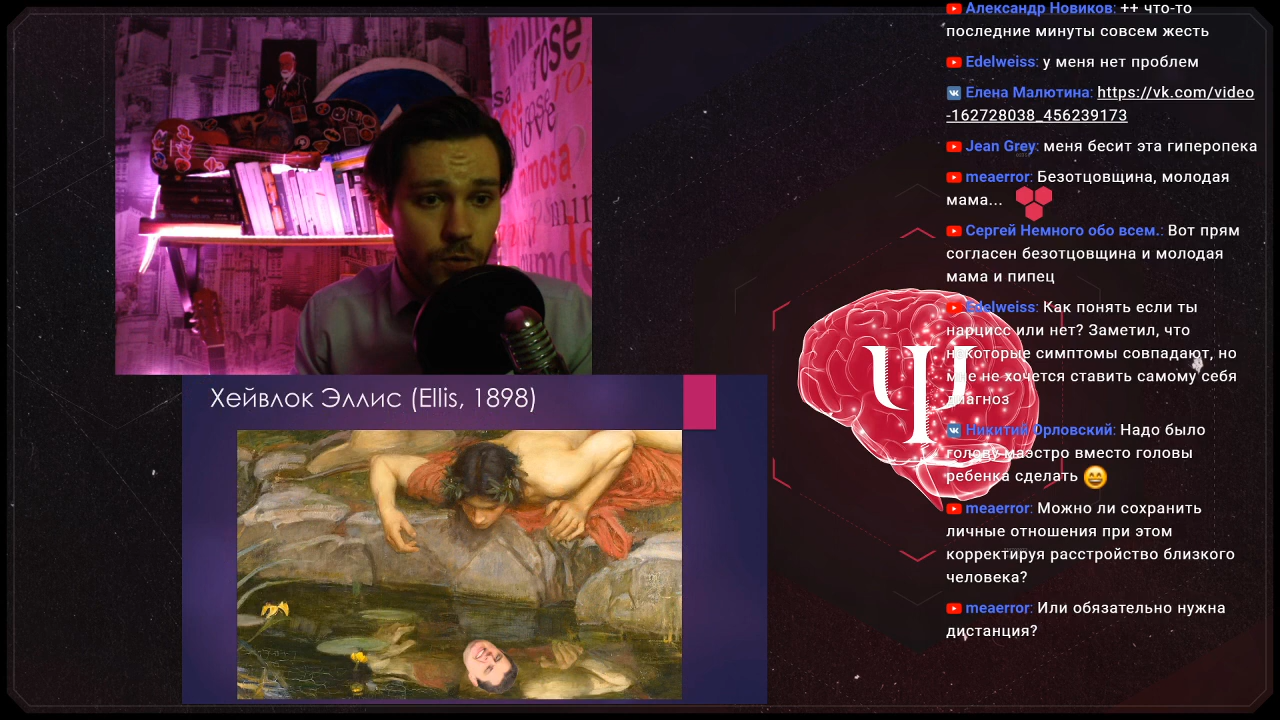 Хейвлок Эллис (Ellis, 1898)
Александр Новиков: ++ что-то
последние минуты совсем жесть
Edelweiss: у меня нет проблем
Елена Малютина: https://vk.com/video
-162728038_456239173
Jean Grey: меня бесит эта гиперопека
meaerror: Безотцовщина, молодая
мама...
Сергей Немного обо всем.: Вот прям
согласен безотцовщина и молодая
мама и пипец
Edelweiss: Как понять если ты
нарцисс или нет? Заметил, что
некоторые симптомы совпадают, но
мне не хочется ставить самому себя
диагноз
Никитий Орловский: Надо было
голову маэстро вместо головы
ребенка сделать 😄
meaerror: Можно ли сохранить
личные отношения при этом
корректируя расстройство близкого
человека?
meaerror: Или обязательно нужна
дистанция?
Ψ
rose
love
mimosa